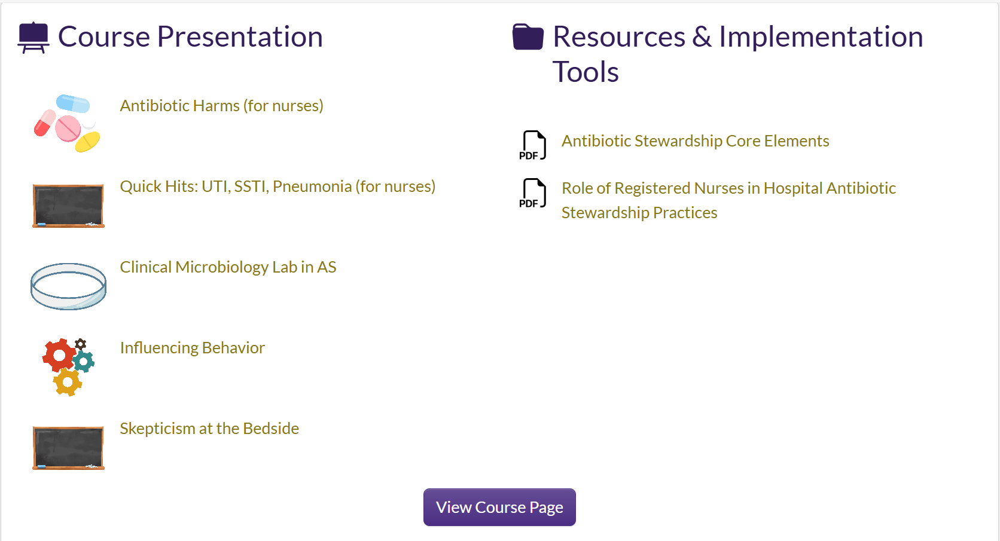 Course Presentation
Antibiotic Harms (for nurses)
Quick Hits: UTI, SSTI, Pneumonia (for nurses)
Clinical Microbiology Lab in AS
Influencing Behavior
Skepticism at the Bedside
Resources & Implementation
Tools
PDF
Antibiotic Stewardship Core Elements
PDF
Role of Registered Nurses in Hospital Antibiotic
Stewardship Practices
View Course Page